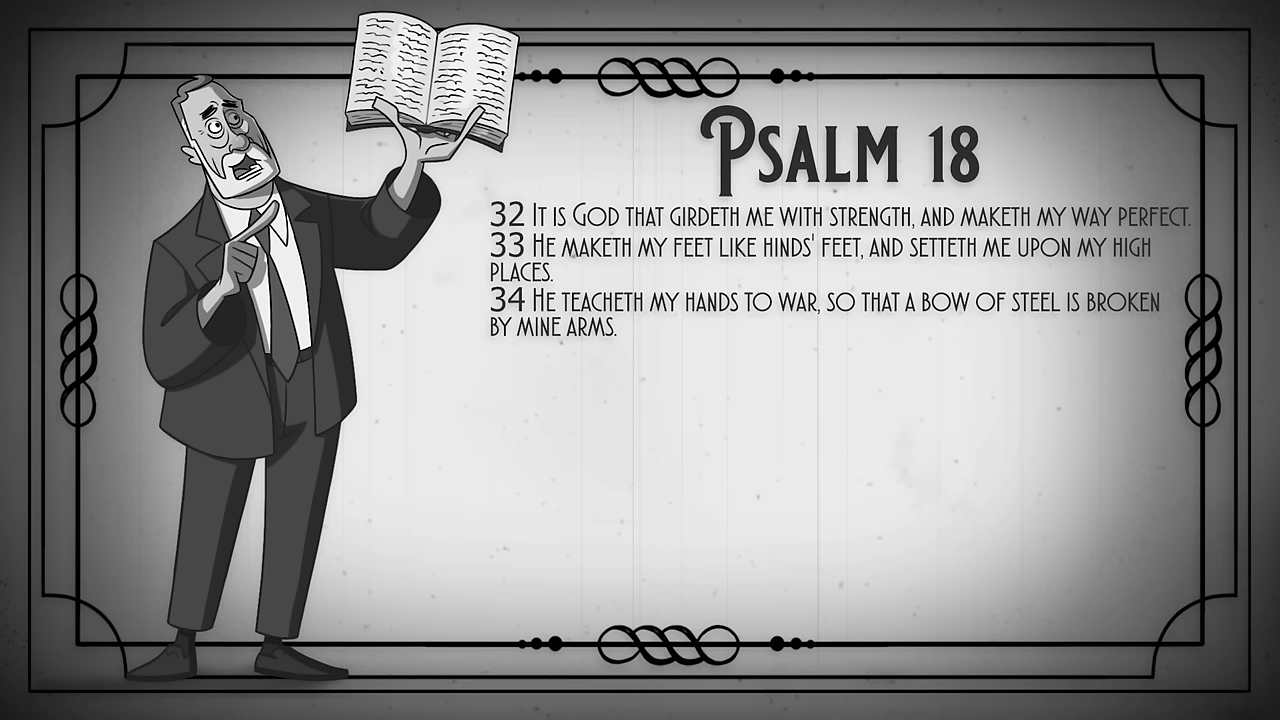 Psalm 18
32 It is God that girdeth me with strength, and maketh my way perfect.
33 He maketh my feet like hinds' feet, and setteth me upon my high
places.
34 He teacheth my hands to war, so that a bow of steel is broken
by mine arms.